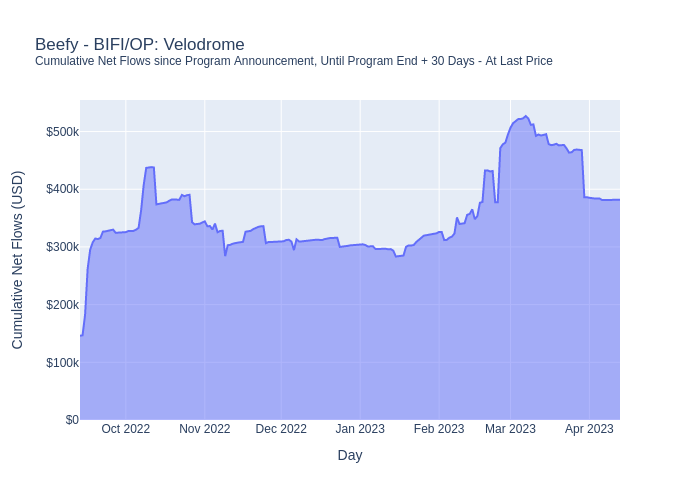 Beefy - BIFI/OP: Velodrome
Cumulative Net Flows since Program Announcement, Until Program End + 30 Days - At Last Price
Cumulative Net Flows (USD)
$500k
$400k
$300k
$200k
$100k
$0
Oct 2022 Nov 2022 Dec 2022 Jan 2023 Feb 2023 Mar 2023 Apr 2023
Day